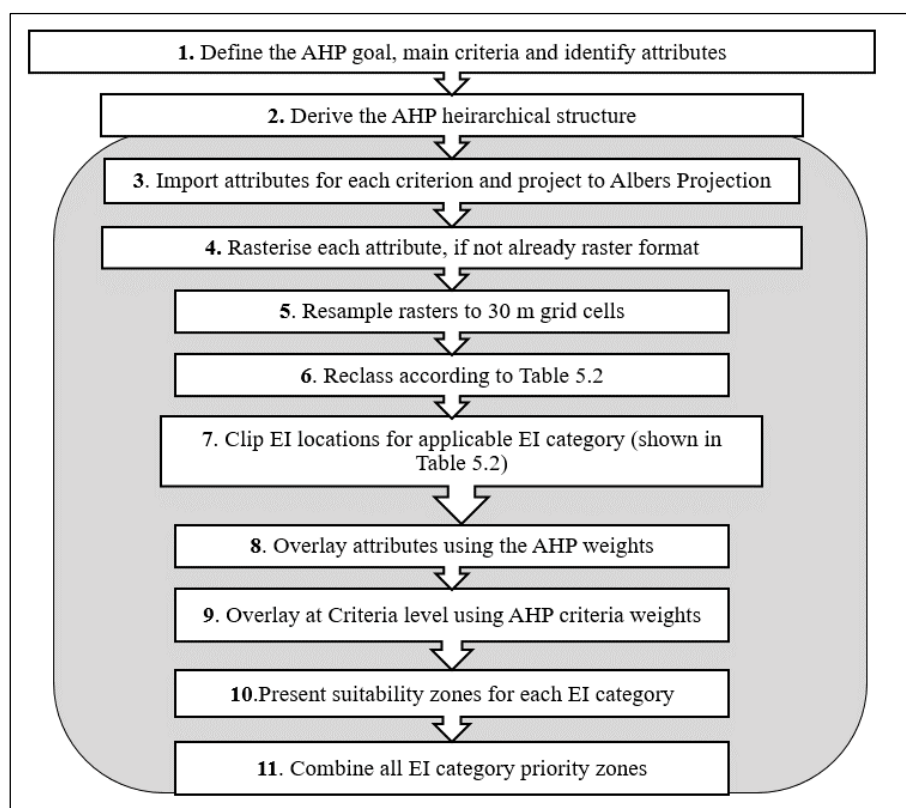 1. Define the AHP goal, main criteria and identify attributes
2. Derive the AHP heirarchical structure
3. Import attributes for each criterion and project to Albers Projection
4. Rasterise each attribute, if not already raster format
5. Resample rasters to 30 m grid cells
6. Reclass according to Table 5.2
7. Clip EI locations for applicable EI category (shown in
Table 5.2)
8. Overlay attributes using the AHP weights
9. Overlay at Criteria level using AHP criteria weights
10.Present suitability zones for each EI category
11. Combine all EI category priority zones